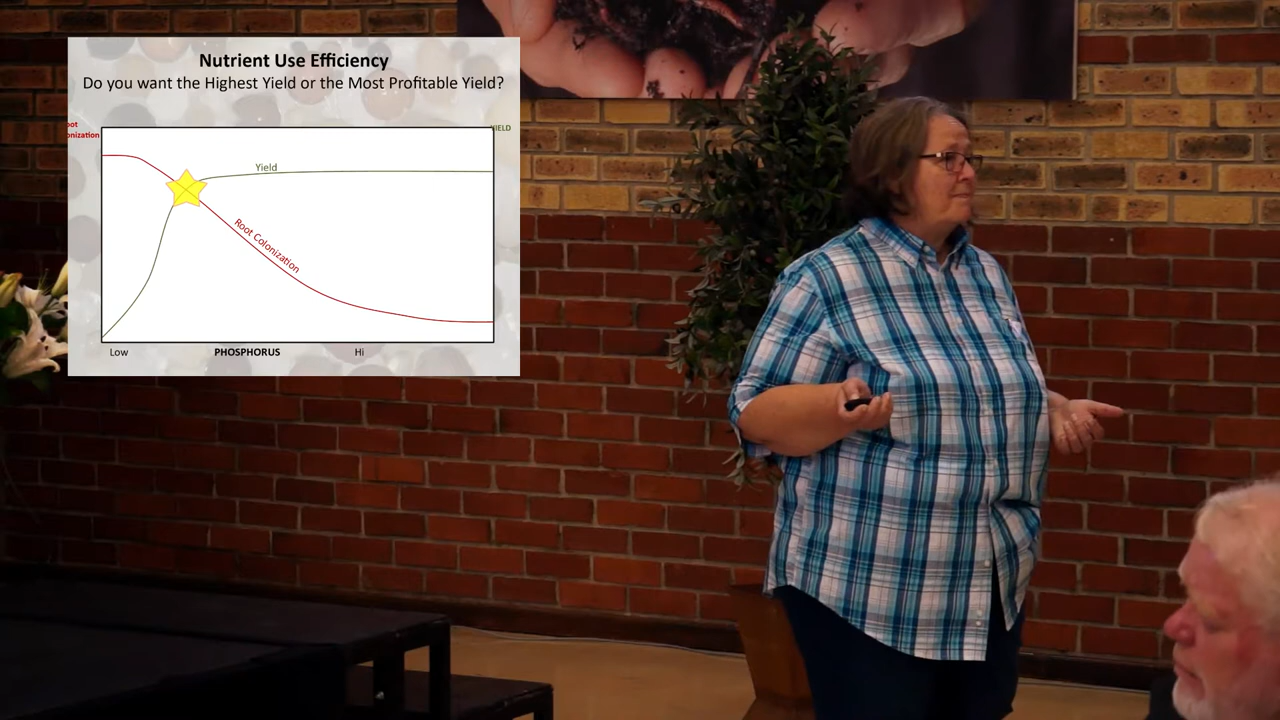 Nutrient Use Efficiency
Do you want the Highest Yield or the Most Profitable Yield?
Yield
Root Colonization
Low PHOSPHORUS Hi